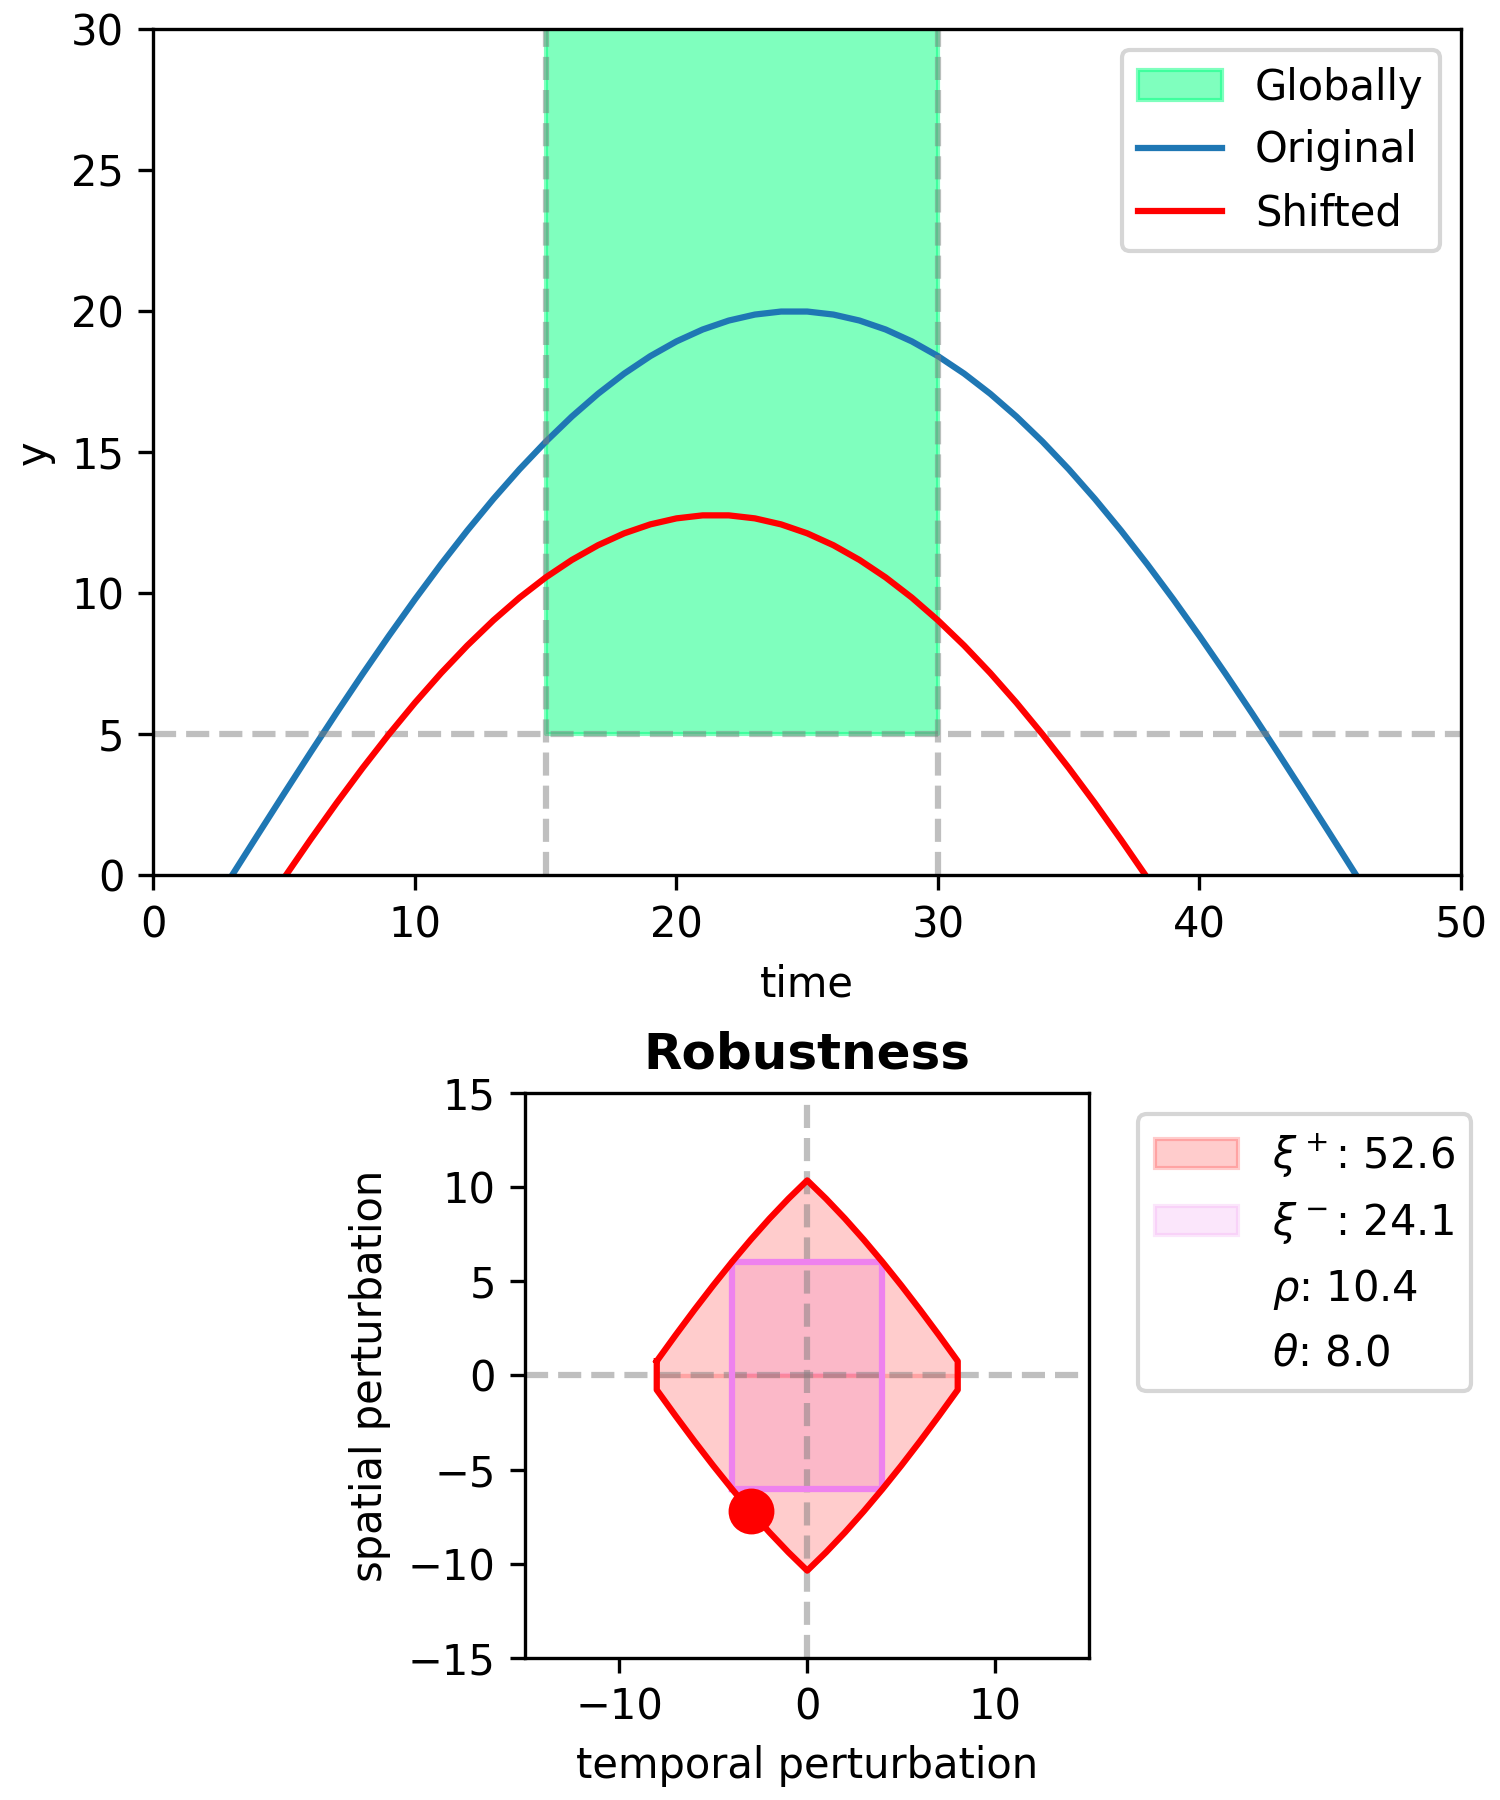 30
25
20
15
10
5
0
y
0 10 20 30 40 50
time
Globally
Original
Shifted
Robustness
15
10
5
0
−5
−10
−15
spatial perturbation
−10 0 10
temporal perturbation
ξ⁺: 52.6
ξ⁻: 24.1
ρ: 10.4
θ: 8.0